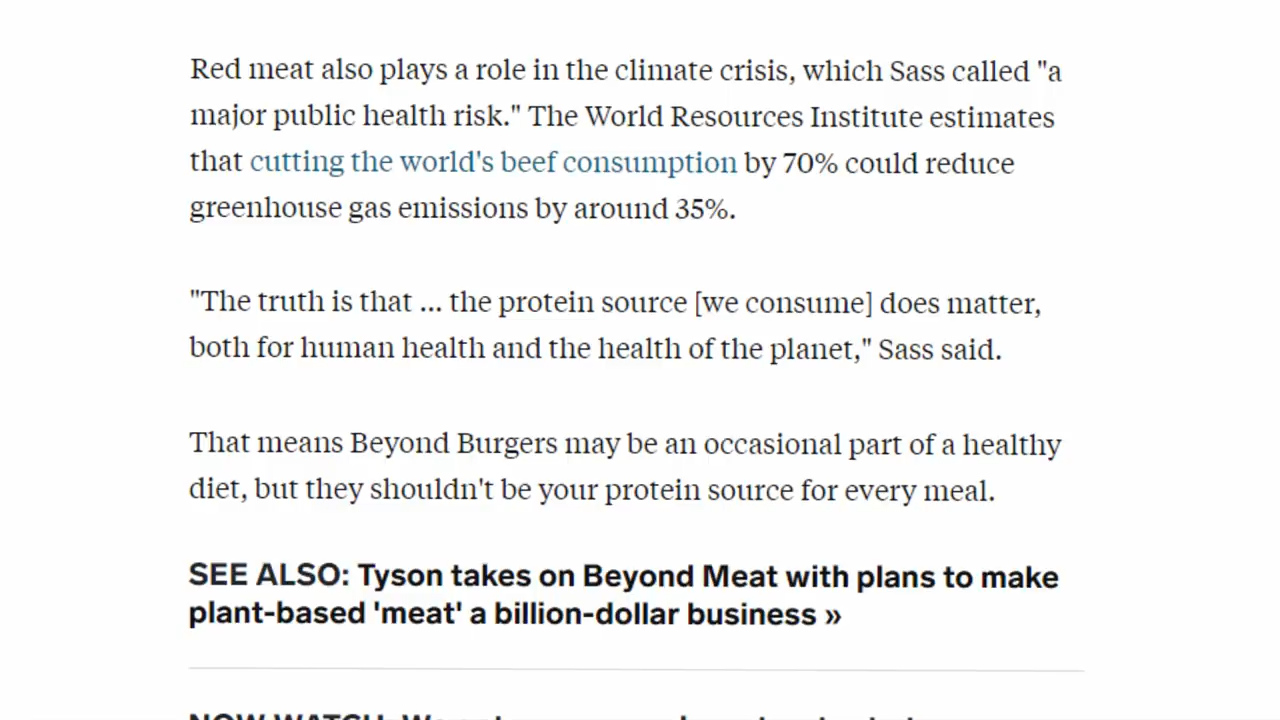 Red meat also plays a role in the climate crisis, which Sass called "a
major public health risk." The World Resources Institute estimates
that cutting the world's beef consumption by 70% could reduce
greenhouse gas emissions by around 35%.
"The truth is that ... the protein source [we consume] does matter,
both for human health and the health of the planet," Sass said.
That means Beyond Burgers may be an occasional part of a healthy
diet, but they shouldn't be your protein source for every meal.
SEE ALSO: Tyson takes on Beyond Meat with plans to make
plant-based 'meat' a billion-dollar business »
NOW WATCH: